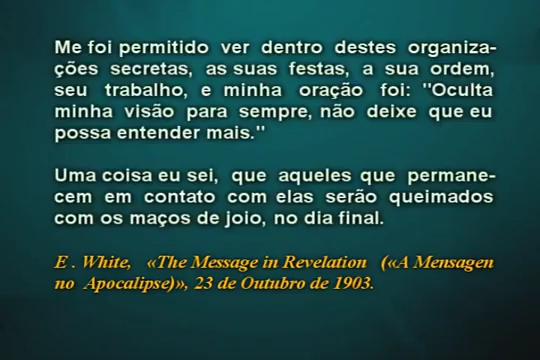 Me foi permitido ver dentro destes organiza-
ções secretas, as suas festas, a sua ordem,
seu trabalho, e minha oração foi: "Oculta
minha visão para sempre, não deixe que eu
possa entender mais."
Uma coisa eu sei, que aqueles que permane-
cem em contato com elas serão queimados
com os maços de joio, no dia final.
E . White, «The Message in Revelation («A Mensagen
no Apocalipse)», 23 de Outubro de 1903.